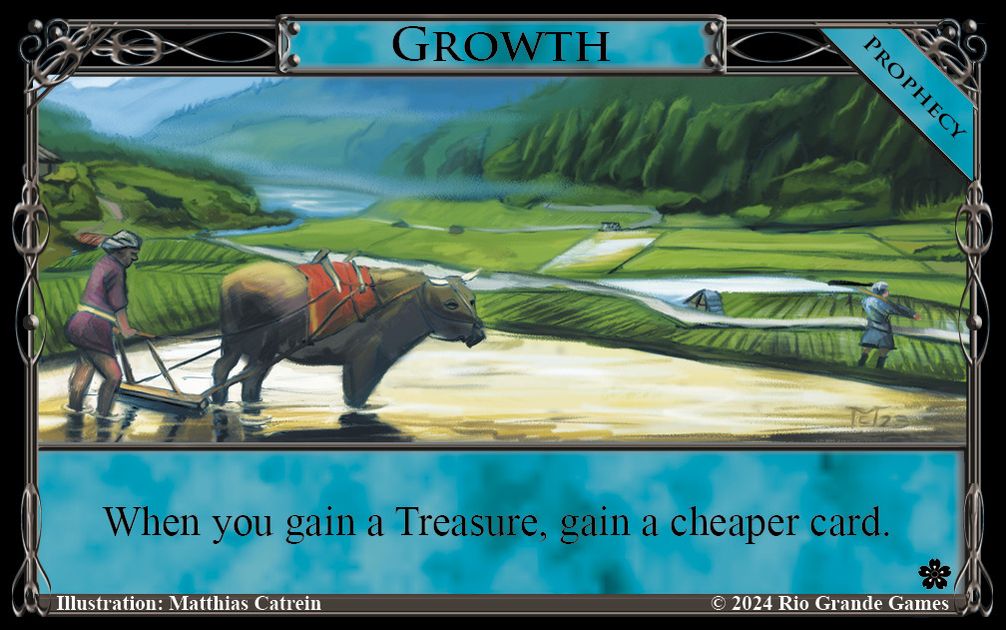 GROWTH
PROPHECY
When you gain a Treasure, gain a cheaper card.
Illustration: Matthias Catrein
© 2024 Rio Grande Games